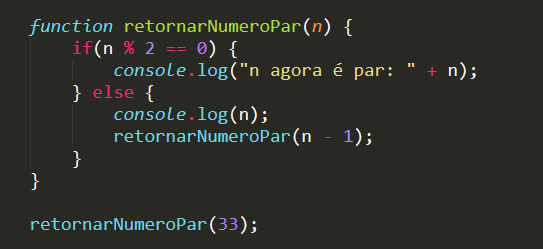 function retornarNumeroPar(n) {
    if(n % 2 == 0) {
        console.log("n agora é par: " + n);
    } else {
        console.log(n);
        retornarNumeroPar(n - 1);
    }
}

retornarNumeroPar(33);